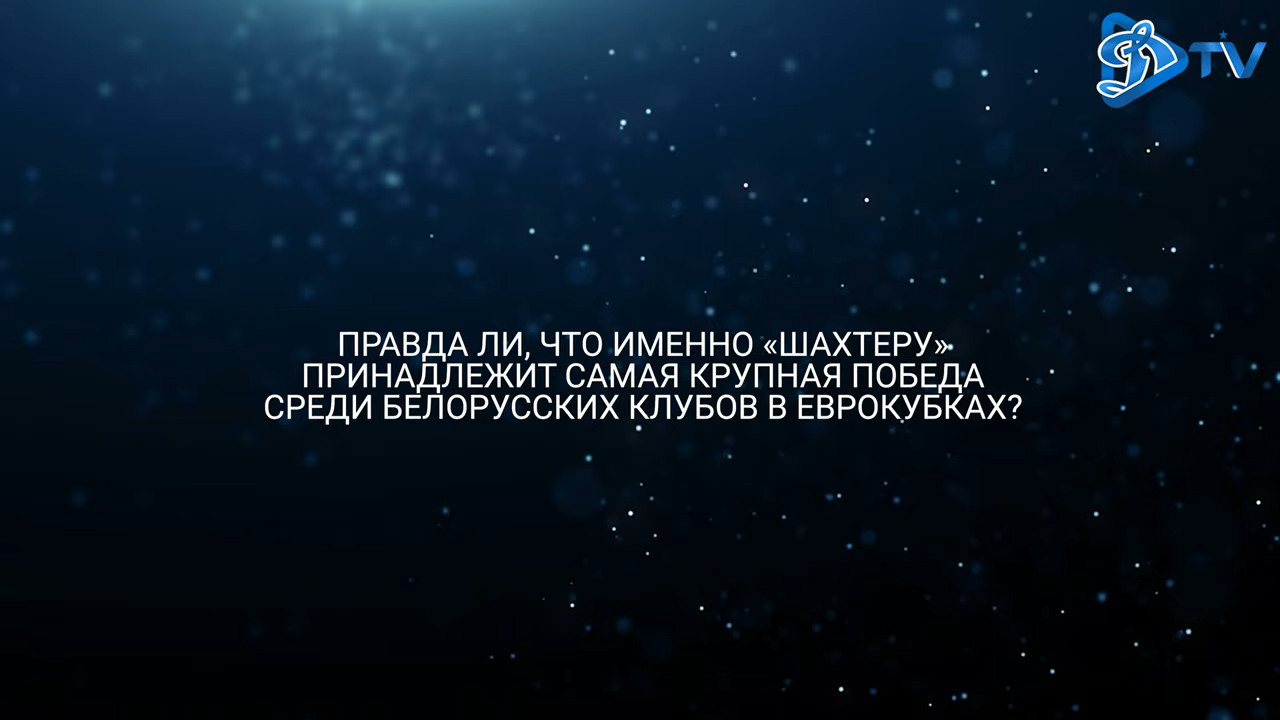 TV
ПРАВДА ЛИ, ЧТО ИМЕННО «ШАХТЕРУ»
ПРИНАДЛЕЖИТ САМАЯ КРУПНАЯ ПОБЕДА
СРЕДИ БЕЛОРУССКИХ КЛУБОВ В ЕВРОКУБКАХ?